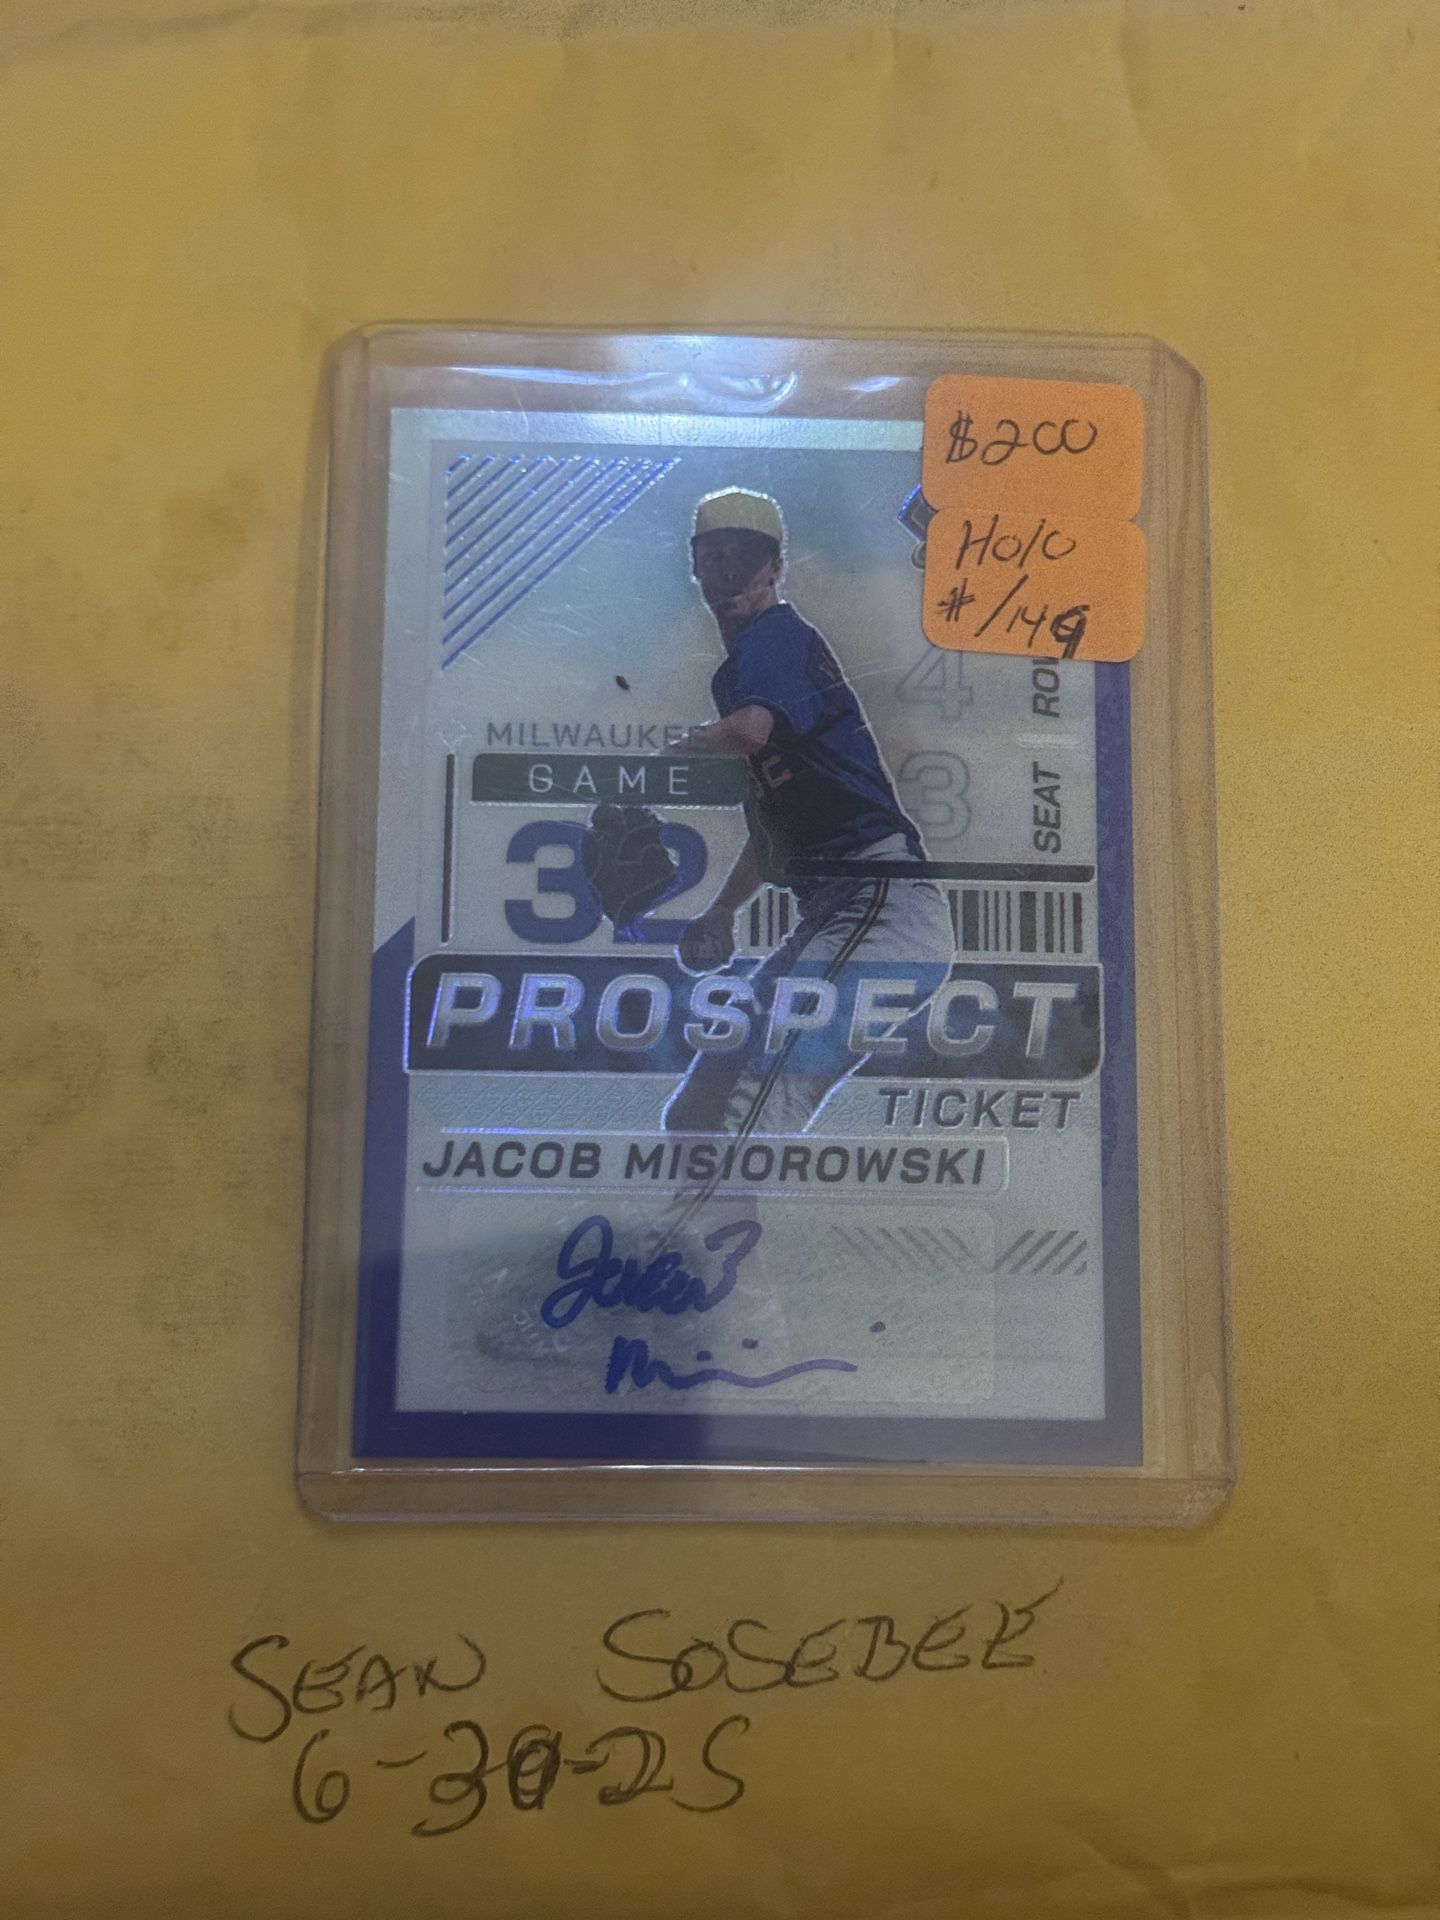 $200
Holo
#/149
4
ROW
MILWAUKEE
GAME
3
SEAT
32
PROSPECT
TICKET
JACOB MISIOROWSKI
Jacob
SEAN SOSEBEE
6-30-25